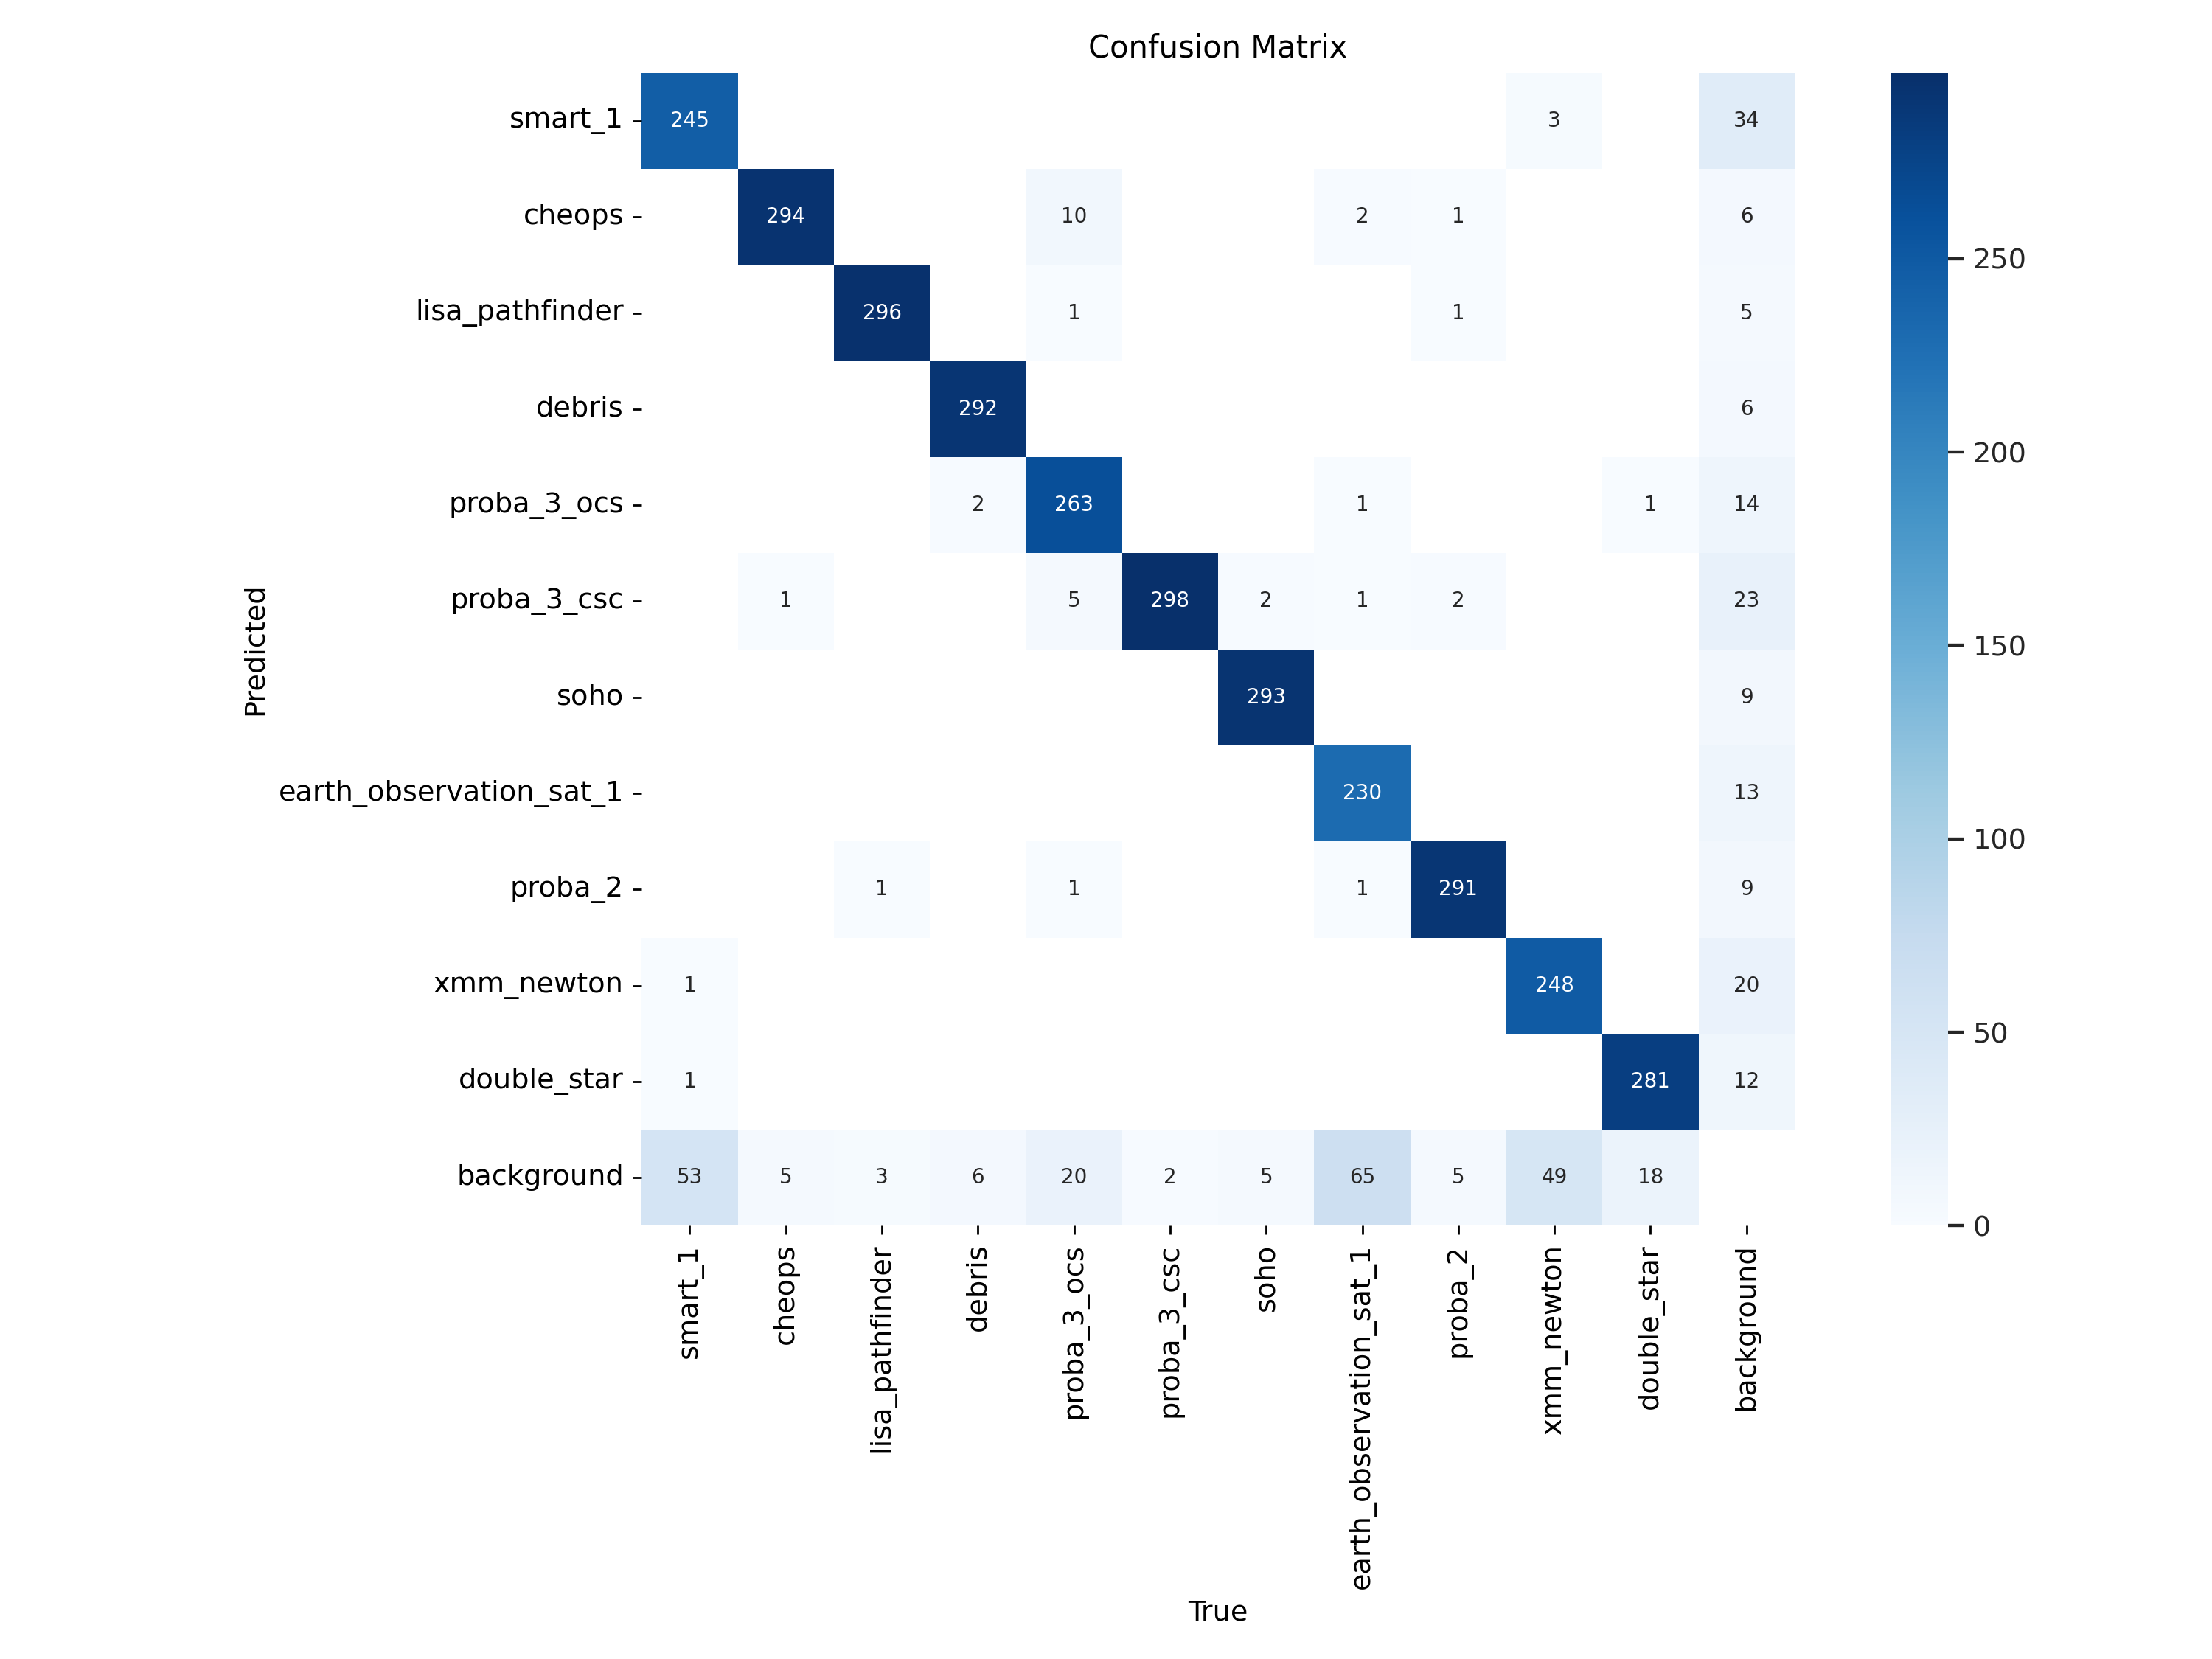 Confusion Matrix
Predicted
smart_1 245 3 34
cheops 294 10 2 1 6
lisa_pathfinder 296 1 1 5
debris 292 6
proba_3_ocs 2 263 1 1 14
proba_3_csc 1 5 298 2 1 2 23
soho 293 9
earth_observation_sat_1 230 13
proba_2 1 1 1 291 9
xmm_newton 1 248 20
double_star 1 281 12
background 53 5 3 6 20 2 5 65 5 49 18
smart_1
cheops
lisa_pathfinder
debris
proba_3_ocs
proba_3_csc
soho
earth_observation_sat_1
proba_2
xmm_newton
double_star
background
True
250
200
150
100
50
0